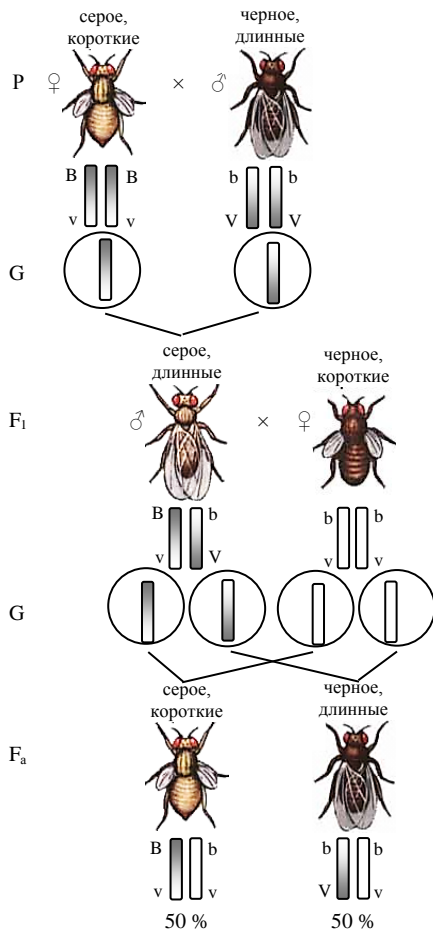 серое,
короткие
черное,
длинные
P ♀ × ♂
B B b b
v v V V
G
серое,
длинные
черное,
короткие
F1 ♂ × ♀
B b b b
v V v v
G
серое,
короткие
черное,
длинные
Fa
B b b b
v v V v
50 % 50 %